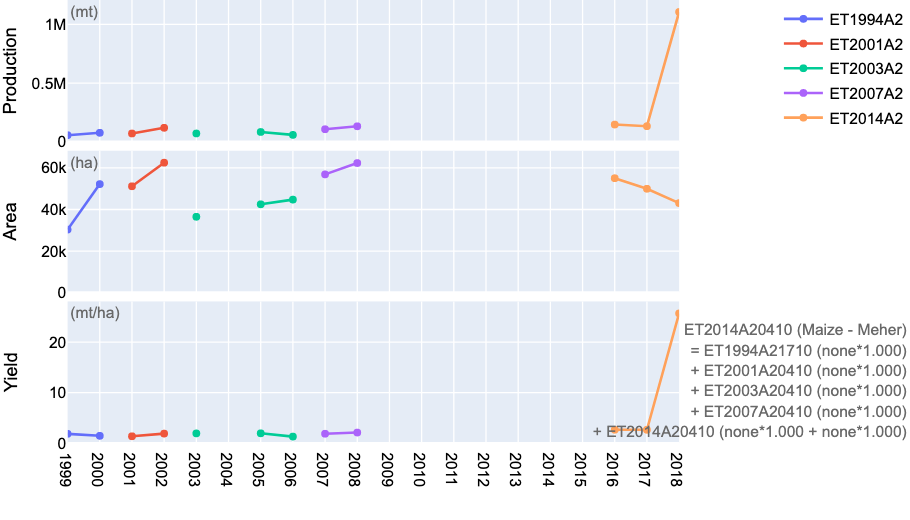 (mt)
Production
1M
0.5M
0
ET1994A2
ET2001A2
ET2003A2
ET2007A2
ET2014A2
(ha)
Area
60k
40k
20k
0
(mt/ha)
Yield
20
10
0
ET2014A20410 (Maize - Meher)
= ET1994A21710 (none*1.000)
+ ET2001A20410 (none*1.000)
+ ET2003A20410 (none*1.000)
+ ET2007A20410 (none*1.000)
+ ET2014A20410 (none*1.000 + none*1.000)
1999
2000
2001
2002
2003
2004
2005
2006
2007
2008
2009
2010
2011
2012
2013
2014
2015
2016
2017
2018